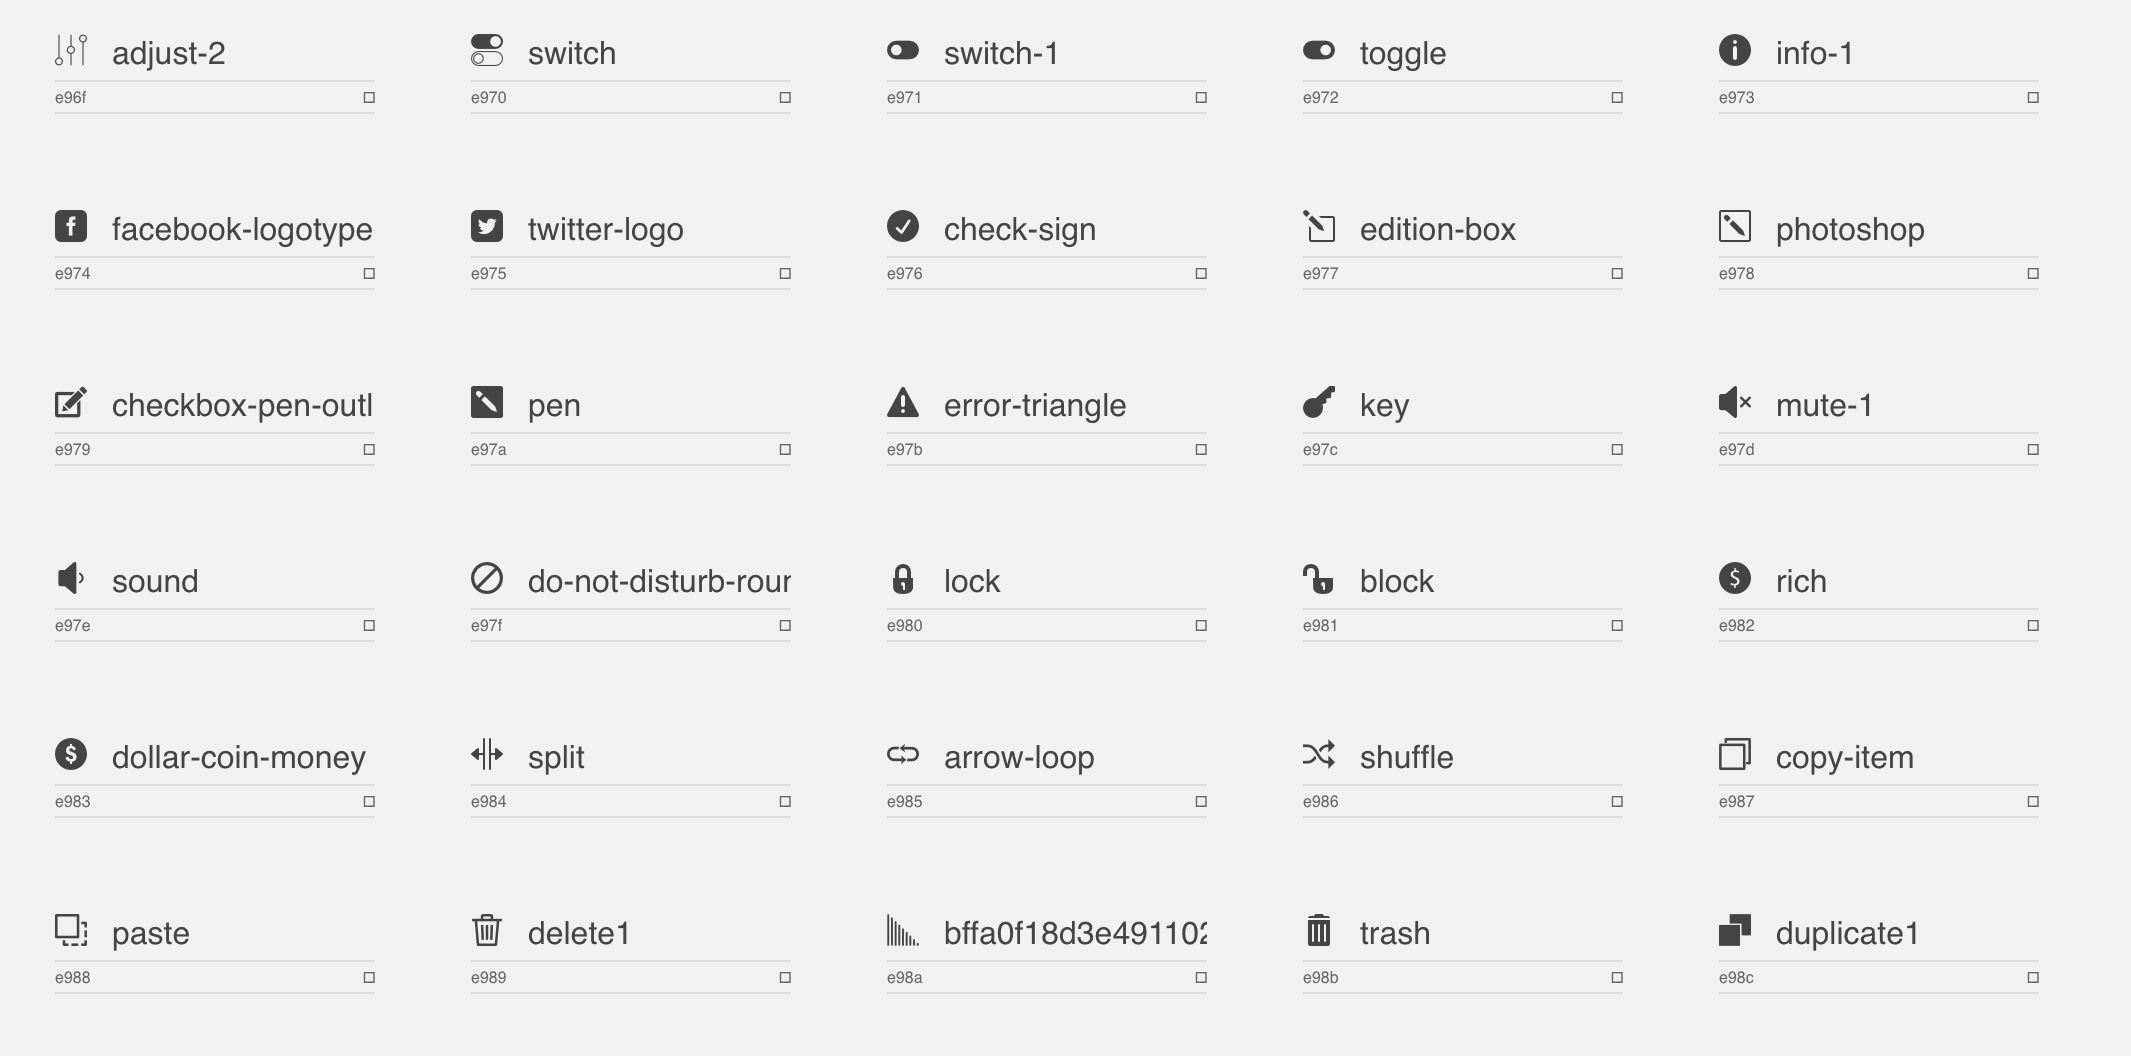 adjust-2 switch switch-1 toggle info-1
e96f e970 e971 e972 e973
facebook-logotype twitter-logo check-sign edition-box photoshop
e974 e975 e976 e977 e978
checkbox-pen-outl pen error-triangle key mute-1
e979 e97a e97b e97c e97d
sound do-not-disturb-rour lock block rich
e97e e97f e980 e981 e982
dollar-coin-money split arrow-loop shuffle copy-item
e983 e984 e985 e986 e987
paste delete1 bffa0f18d3e491102 trash duplicate1
e988 e989 e98a e98b e98c